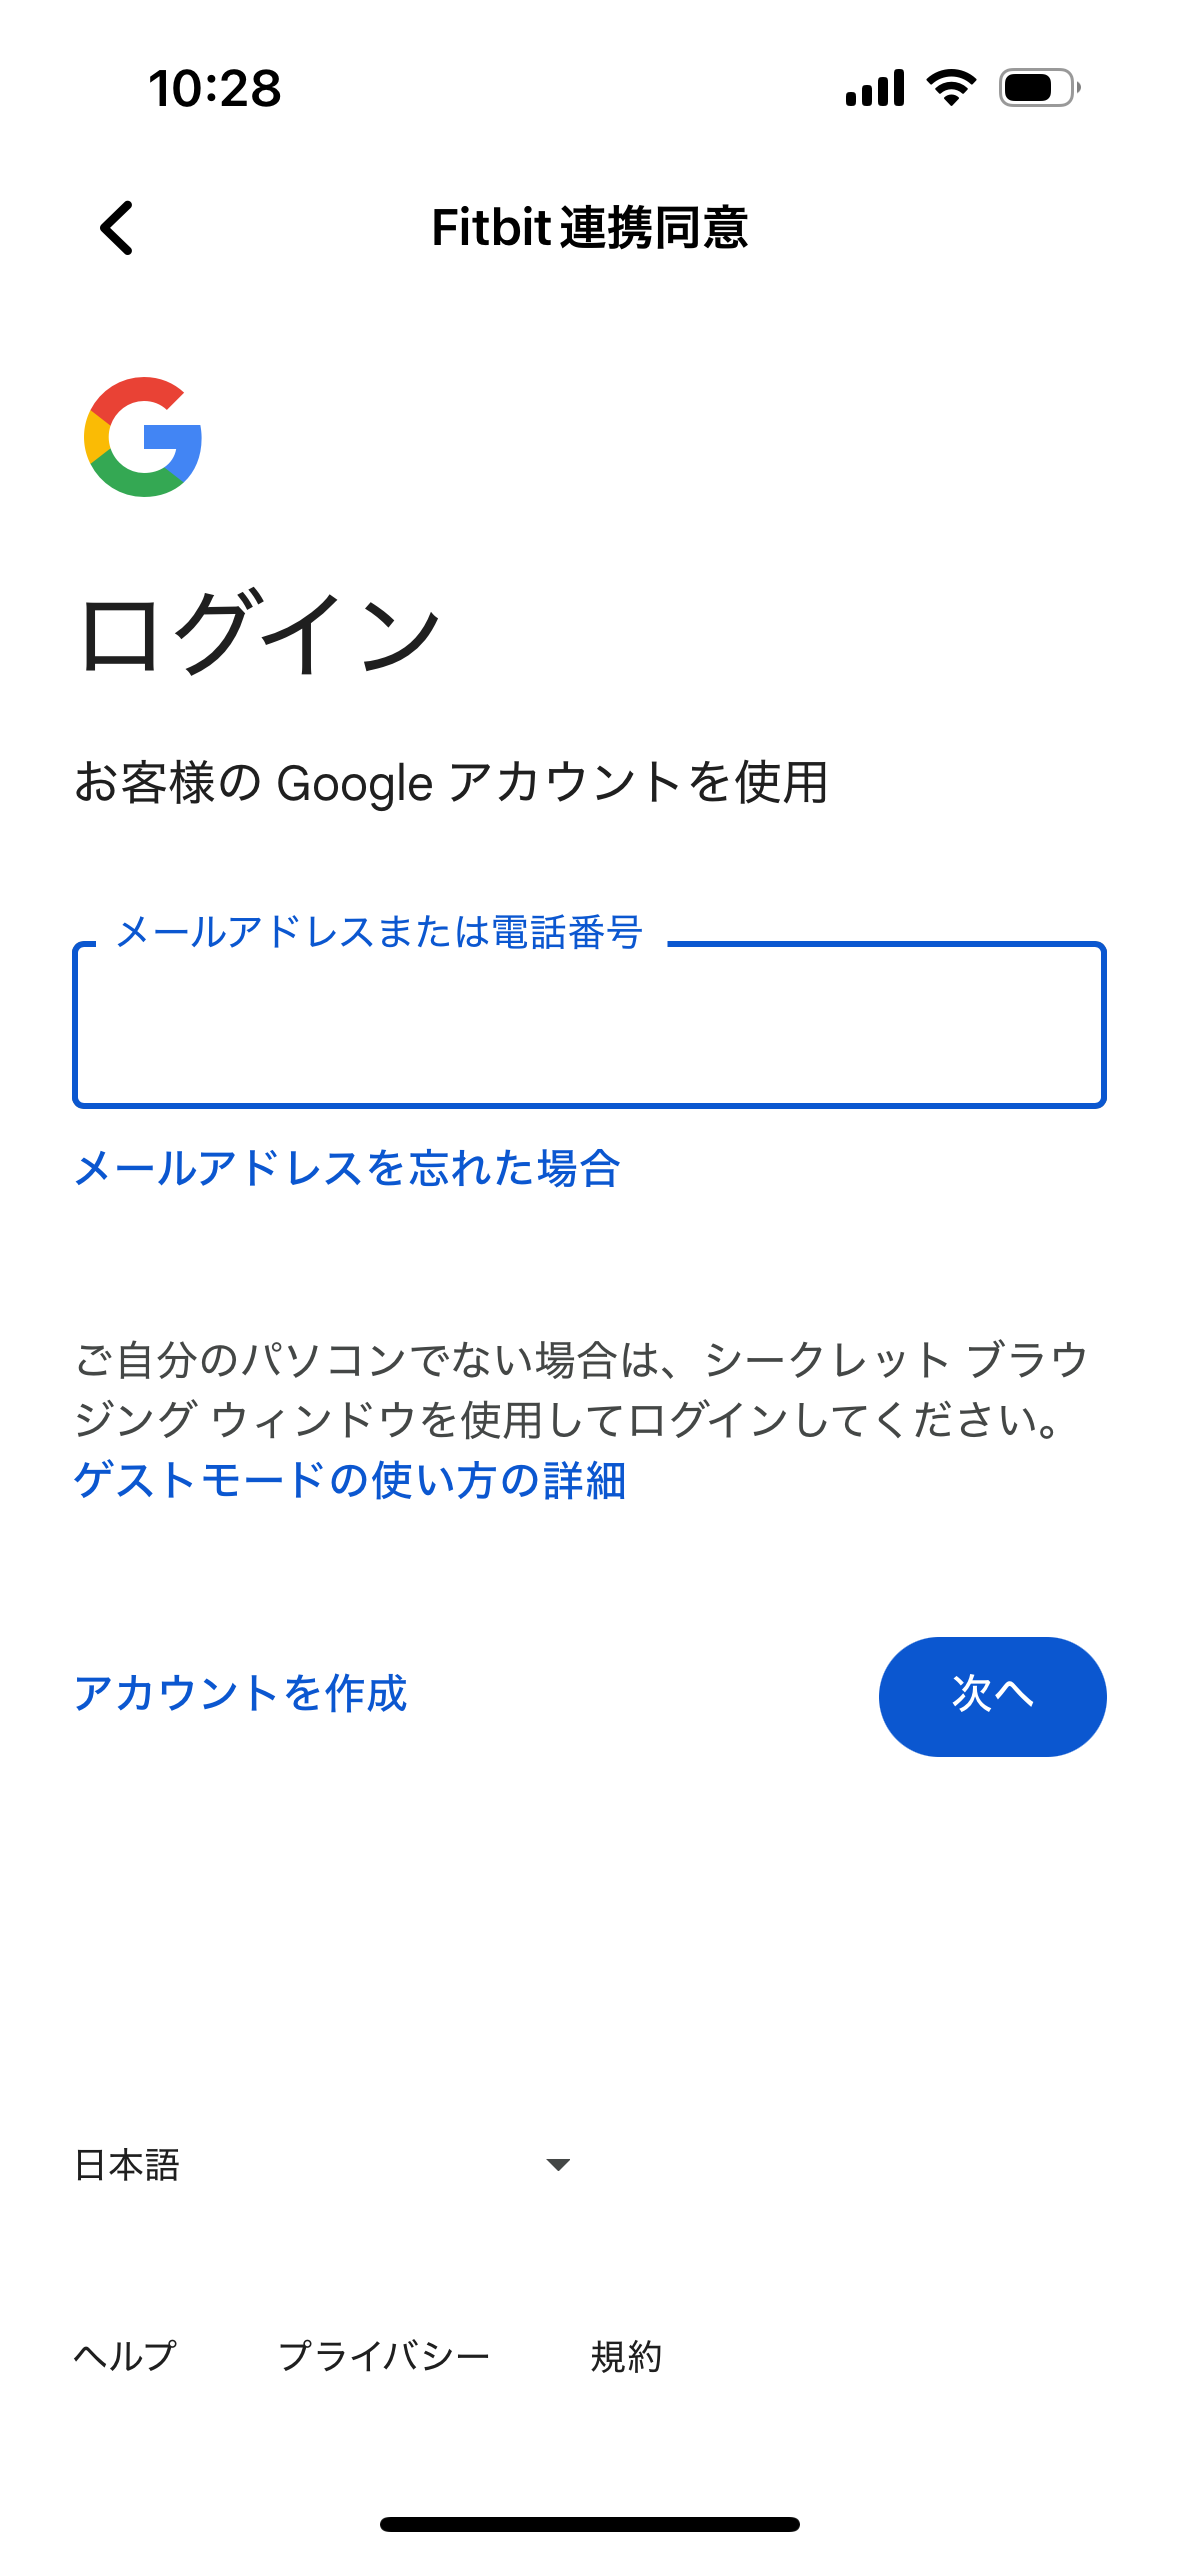 10:28
Fitbit 連携同意
ログイン
お客様の Google アカウントを使用
メールアドレスまたは電話番号
メールアドレスを忘れた場合
ご自分のパソコンでない場合は、シークレット ブラウ
ジング ウィンドウを使用してログインしてください。
ゲストモードの使い方の詳細
アカウントを作成
次へ
日本語
ヘルプ
プライバシー
規約